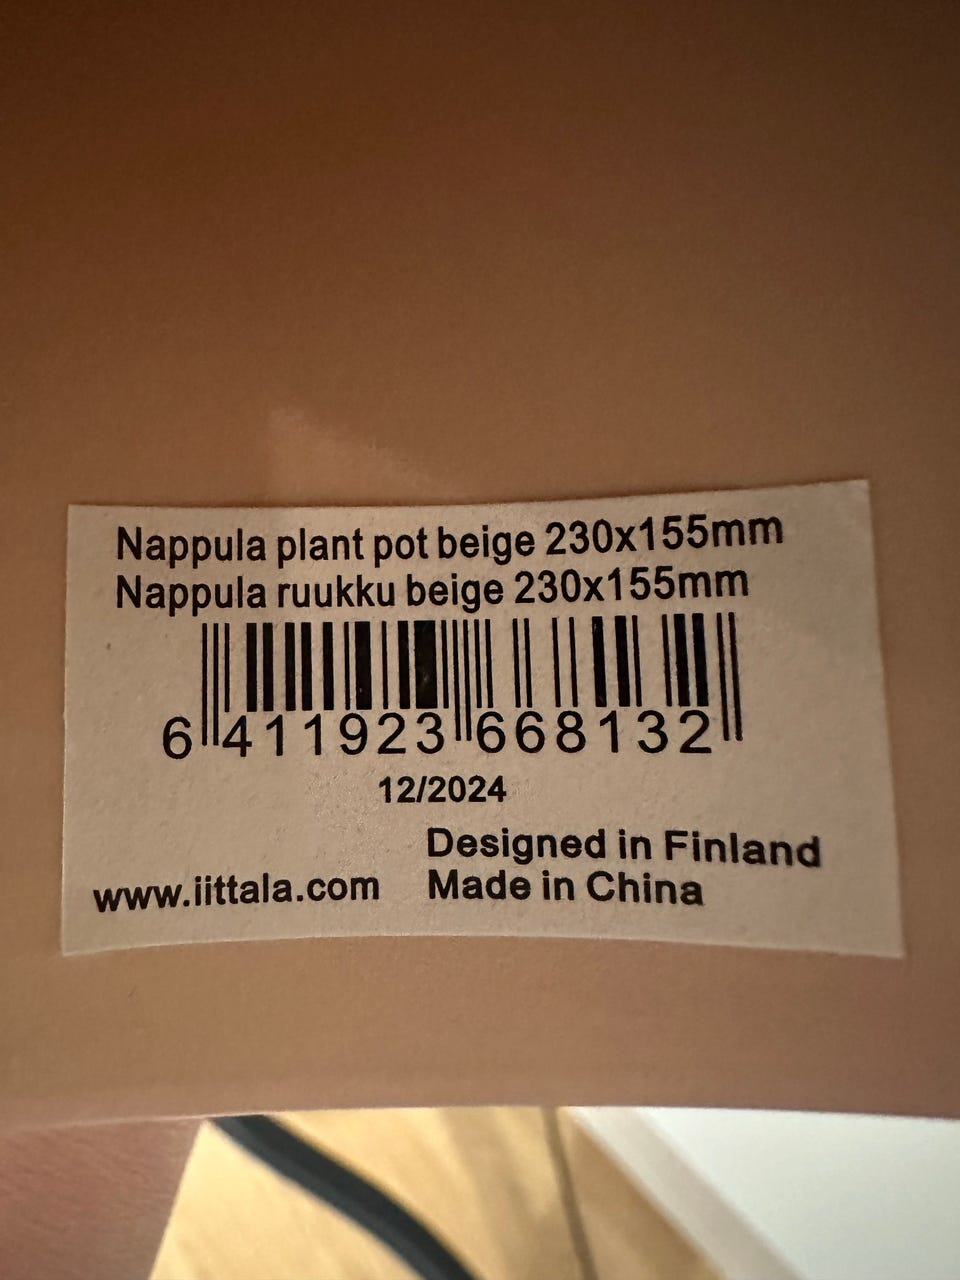 Nappula plant pot beige 230x155mm
Nappula ruukku beige 230x155mm
6 411923 668132
12/2024
Designed in Finland
www.iittala.com Made in China